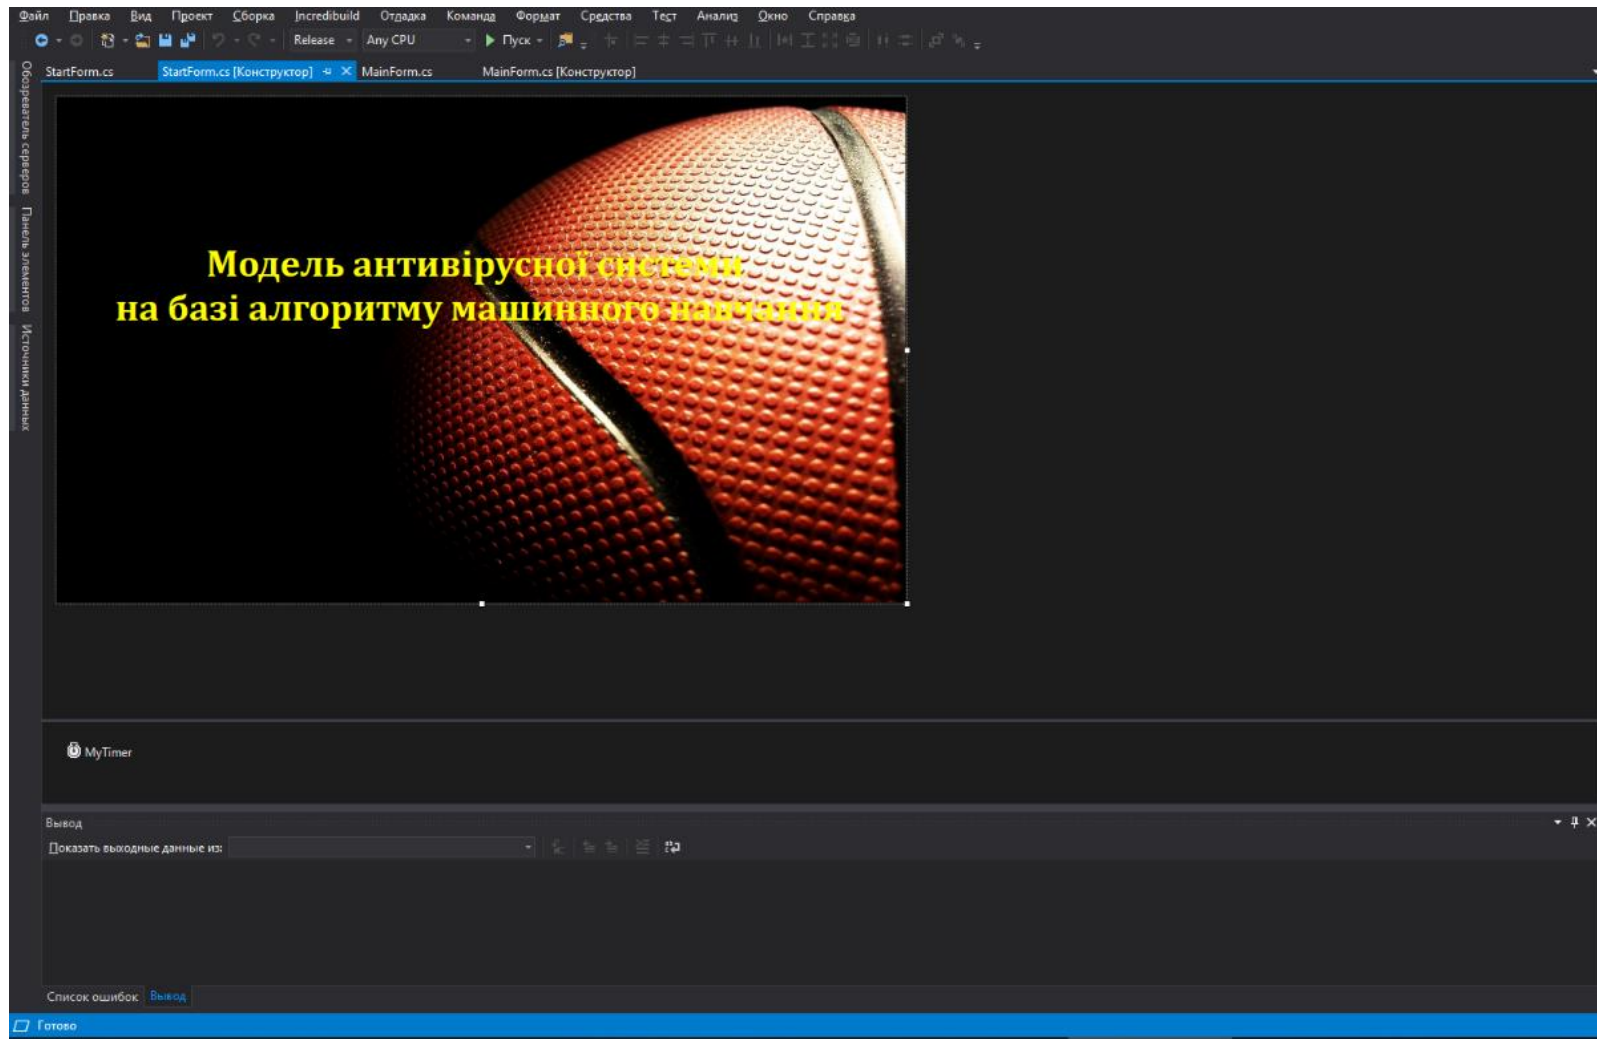 Файл Правка Вид Проект Сборка Incredibuild Отладка Команда Формат Средства Тест Анализ Окно Справка
Release Any CPU Пуск
StartForm.cs StartForm.cs [Конструктор] MainForm.cs MainForm.cs [Конструктор]
Обозреватель серверов
Панель элементов
Источники данных
Модель антивірусної системи
на базі алгоритму машинного навчання
MyTimer
Вывод
Показать выходные данные из:
Список ошибок Вывод
Готово